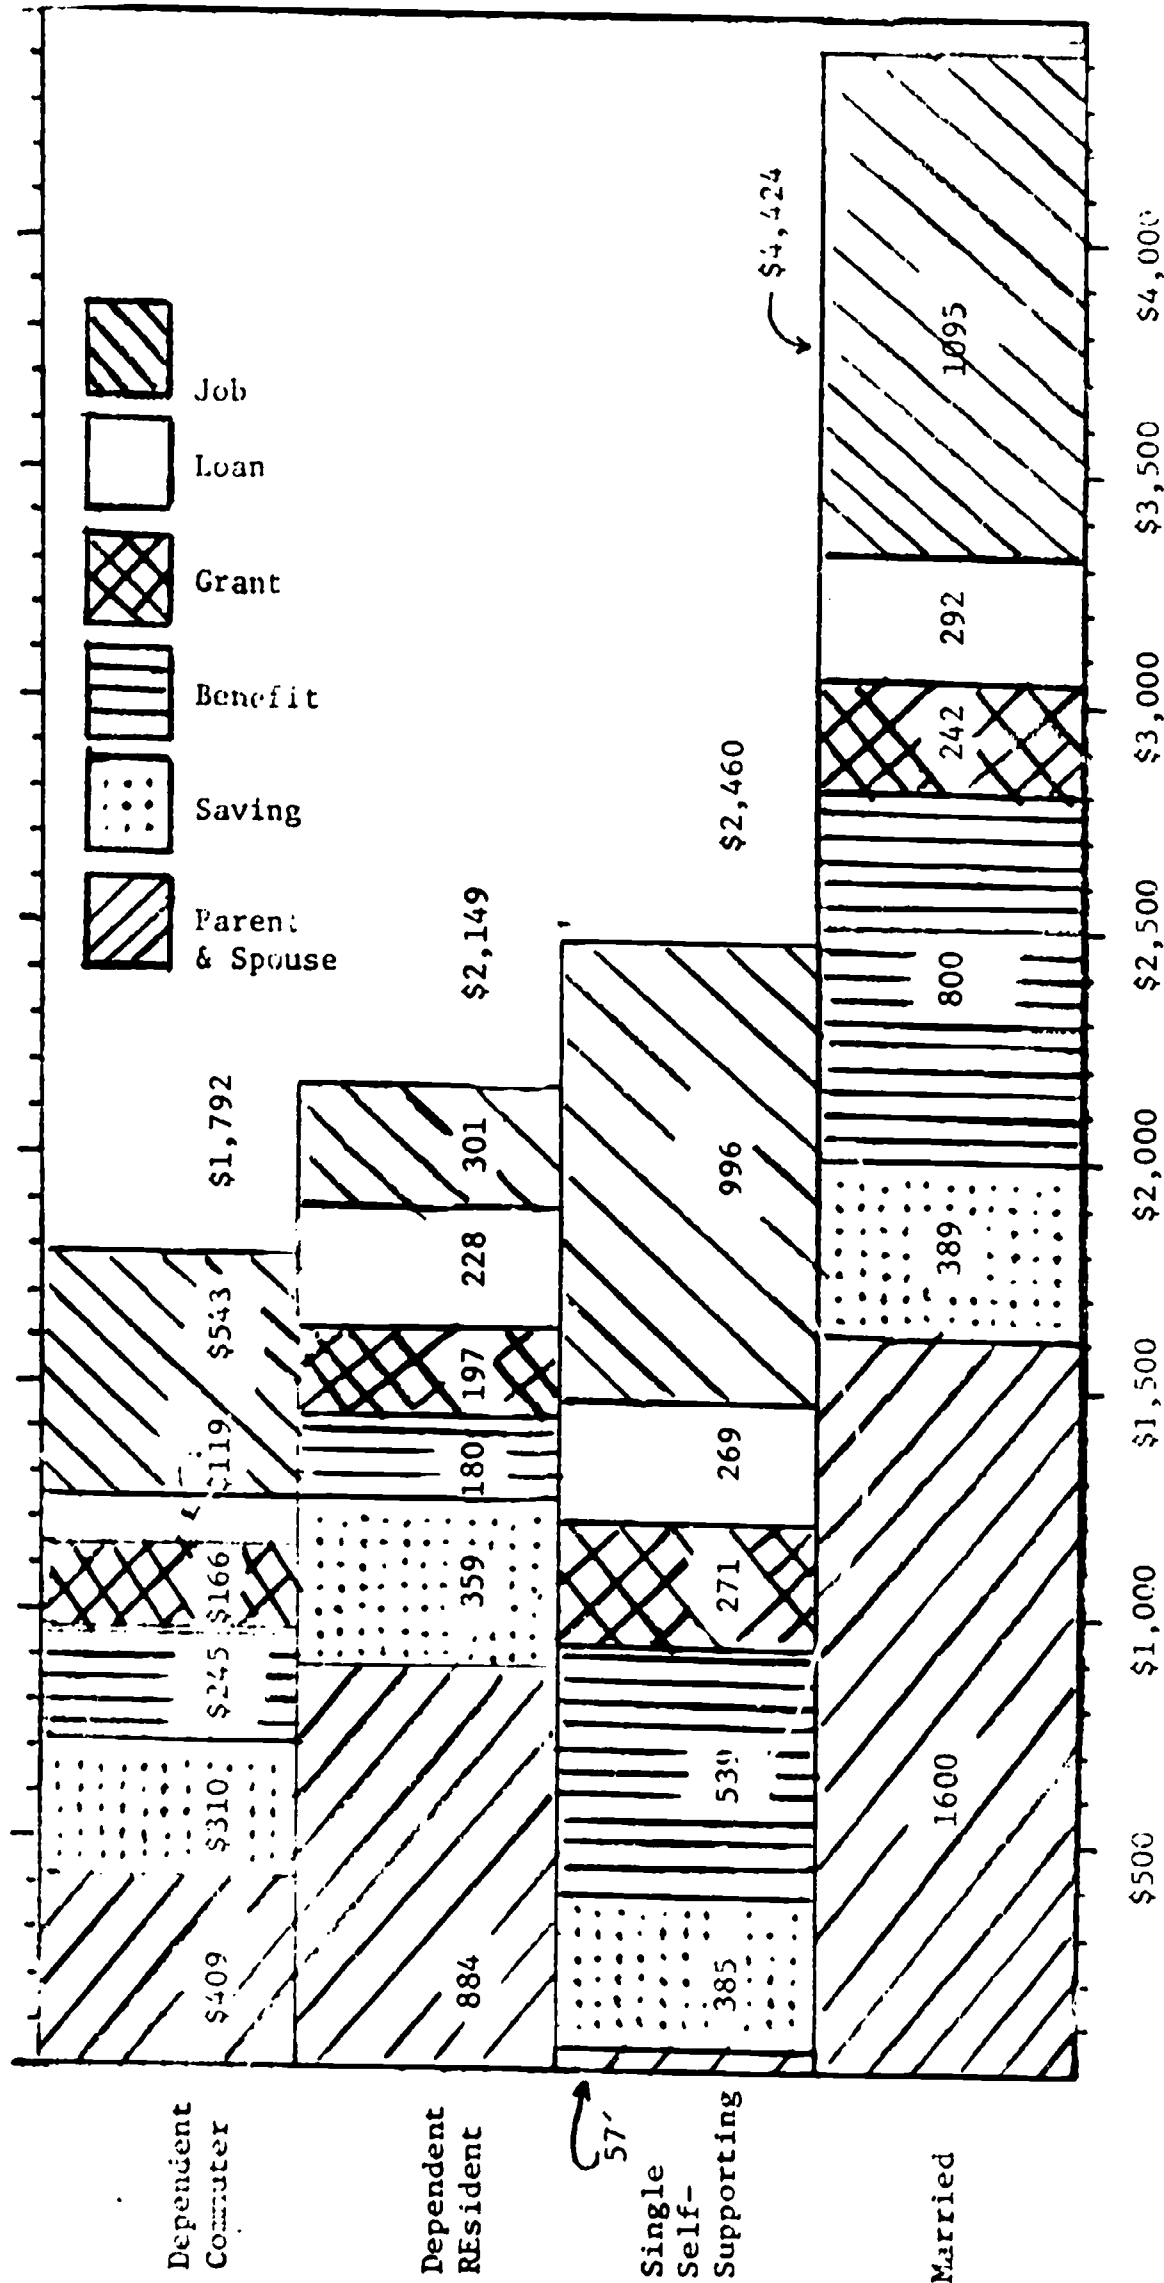 Job
Loan
Grant
Benefit
Saving
Parent
& Spouse
Dependent
Commuter
$409
$310
$245
$166
$119
$543
$1,792
Dependent
REsident
884
359
180
197
228
301
$2,149
Single
Self-
Supporting
57
385
539
271
269
996
$2,460
Married
1600
389
800
242
292
1095
$4,424
$500
$1,000
$1,500
$2,000
$2,500
$3,000
$3,500
$4,000